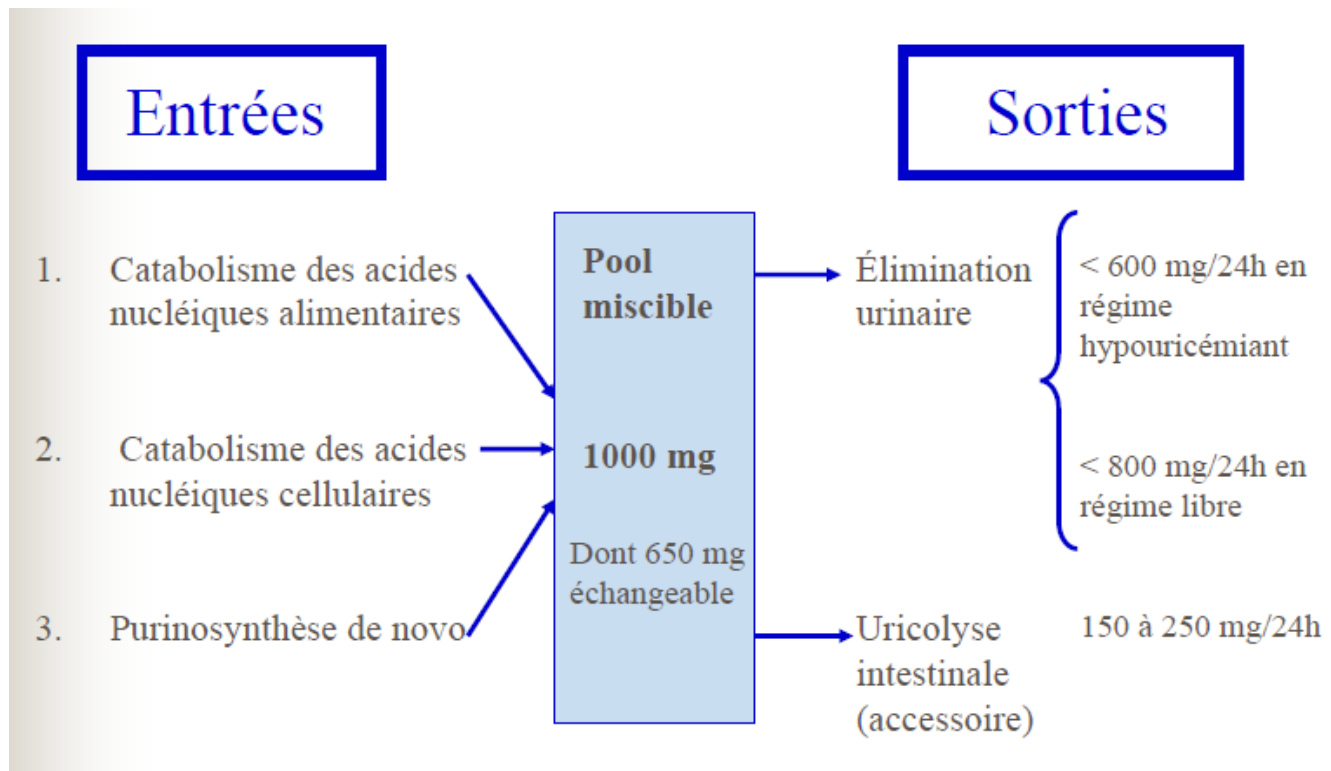 Entrées
Sorties
1. Catabolisme des acides
nucléiques alimentaires
2. Catabolisme des acides
nucléiques cellulaires
3. Purinosynthèse de novo
Pool
miscible
1000 mg
Dont 650 mg
échangeable
Élimination
urinaire
< 600 mg/24h en
régime
hypouricémiant
< 800 mg/24h en
régime libre
Uricolyse
intestinale
(accessoire)
150 à 250 mg/24h